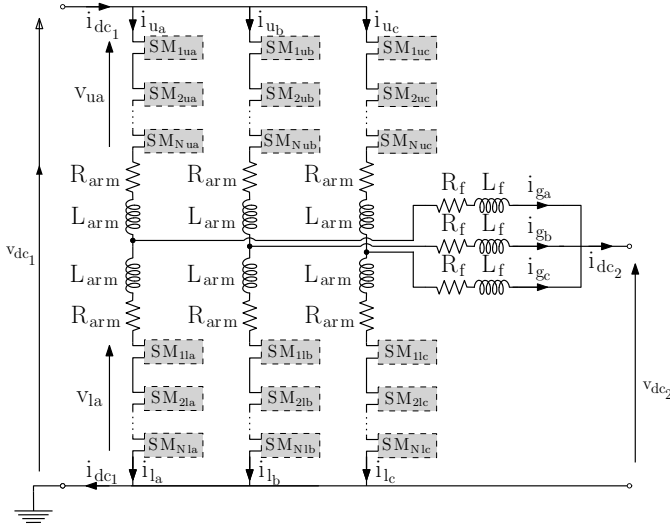 i_dc1 i_ua i_ub i_uc
SM_1ua SM_1ub SM_1uc
v_ua SM_2ua SM_2ub SM_2uc
SM_Nua SM_Nub SM_Nuc
R_arm R_arm R_arm
R_f L_f i_ga
L_arm L_arm L_arm
R_f L_f i_gb
v_dc1
i_dc2
R_f L_f i_gc
L_arm L_arm L_arm
R_arm R_arm R_arm
SM_1la SM_1lb SM_1lc
v_la SM_2la SM_2lb SM_2lc
v_dc2
SM_Nla SM_Nlb SM_Nlc
i_dc1 i_la i_lb i_lc